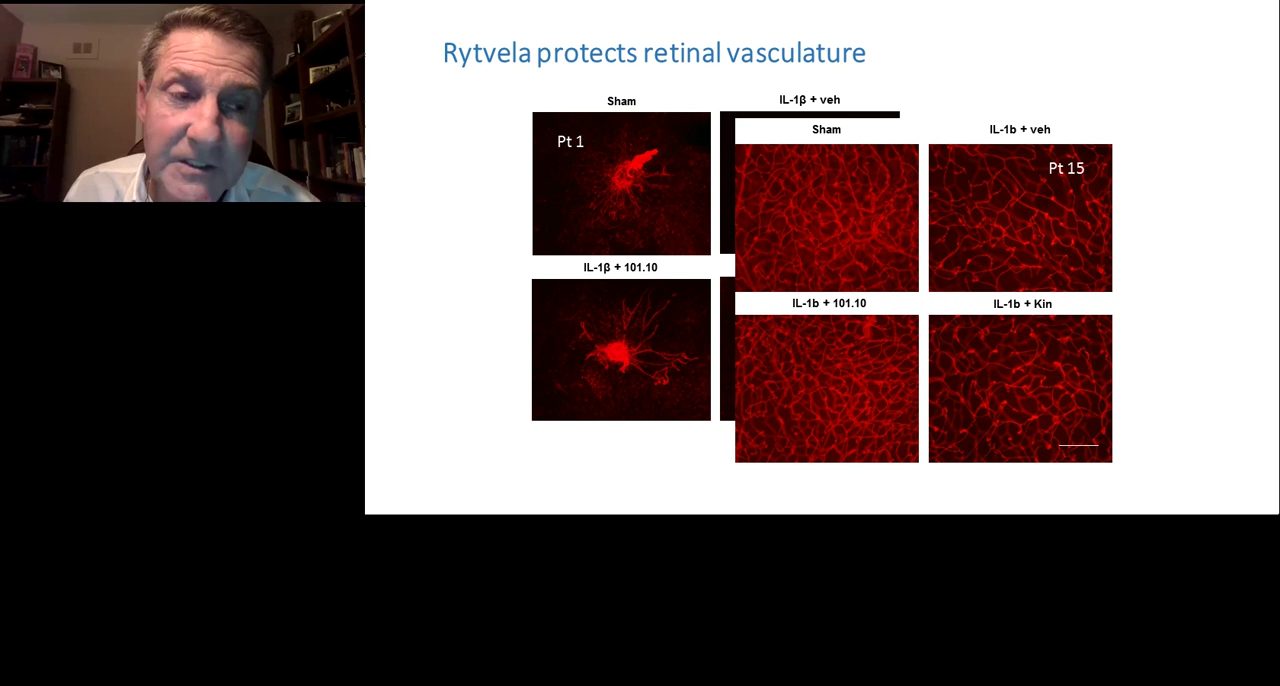 Rytvela protects retinal vasculature
Sham
IL-1β + veh
Pt 1
IL-1β + 101.10
Sham
IL-1b + veh
Pt 15
IL-1b + 101.10
IL-1b + Kin